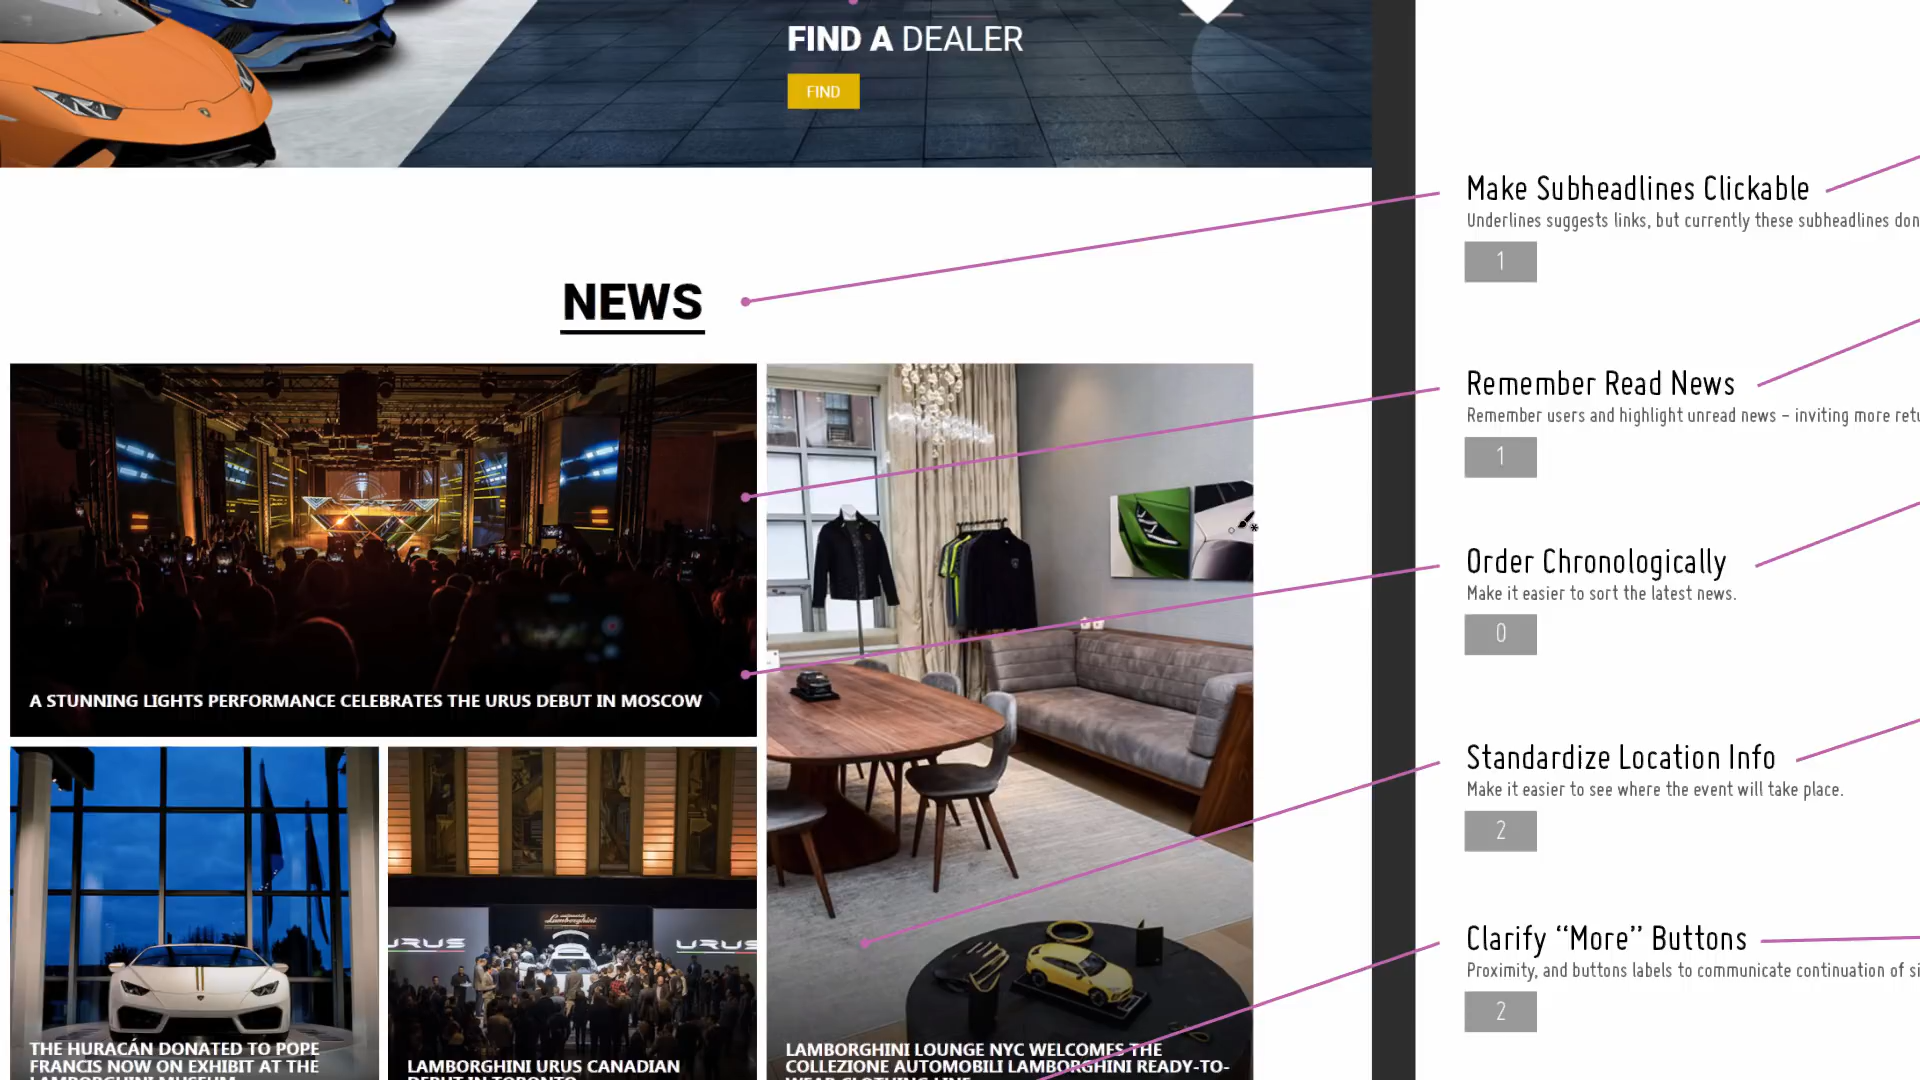 FIND A DEALER
FIND
NEWS
A STUNNING LIGHTS PERFORMANCE CELEBRATES THE URUS DEBUT IN MOSCOW
THE HURACÁN DONATED TO POPE
FRANCIS NOW ON EXHIBIT AT THE
LAMBORGHINI MUSEUM
URUS
Lamborghini
URUS
LAMBORGHINI URUS CANADIAN
DEBUT IN TORONTO
LAMBORGHINI LOUNGE NYC WELCOMES THE
COLLEZIONE AUTOMOBILI LAMBORGHINI READY-TO-
WEAR CLOTHING LINE
Make Subheadlines Clickable
Underlines suggests links, but currently these subheadlines don
1
Remember Read News
Remember users and highlight unread news – inviting more retu
1
Order Chronologically
Make it easier to sort the latest news.
0
Standardize Location Info
Make it easier to see where the event will take place.
2
Clarify “More” Buttons
Proximity, and buttons labels to communicate continuation of si
2